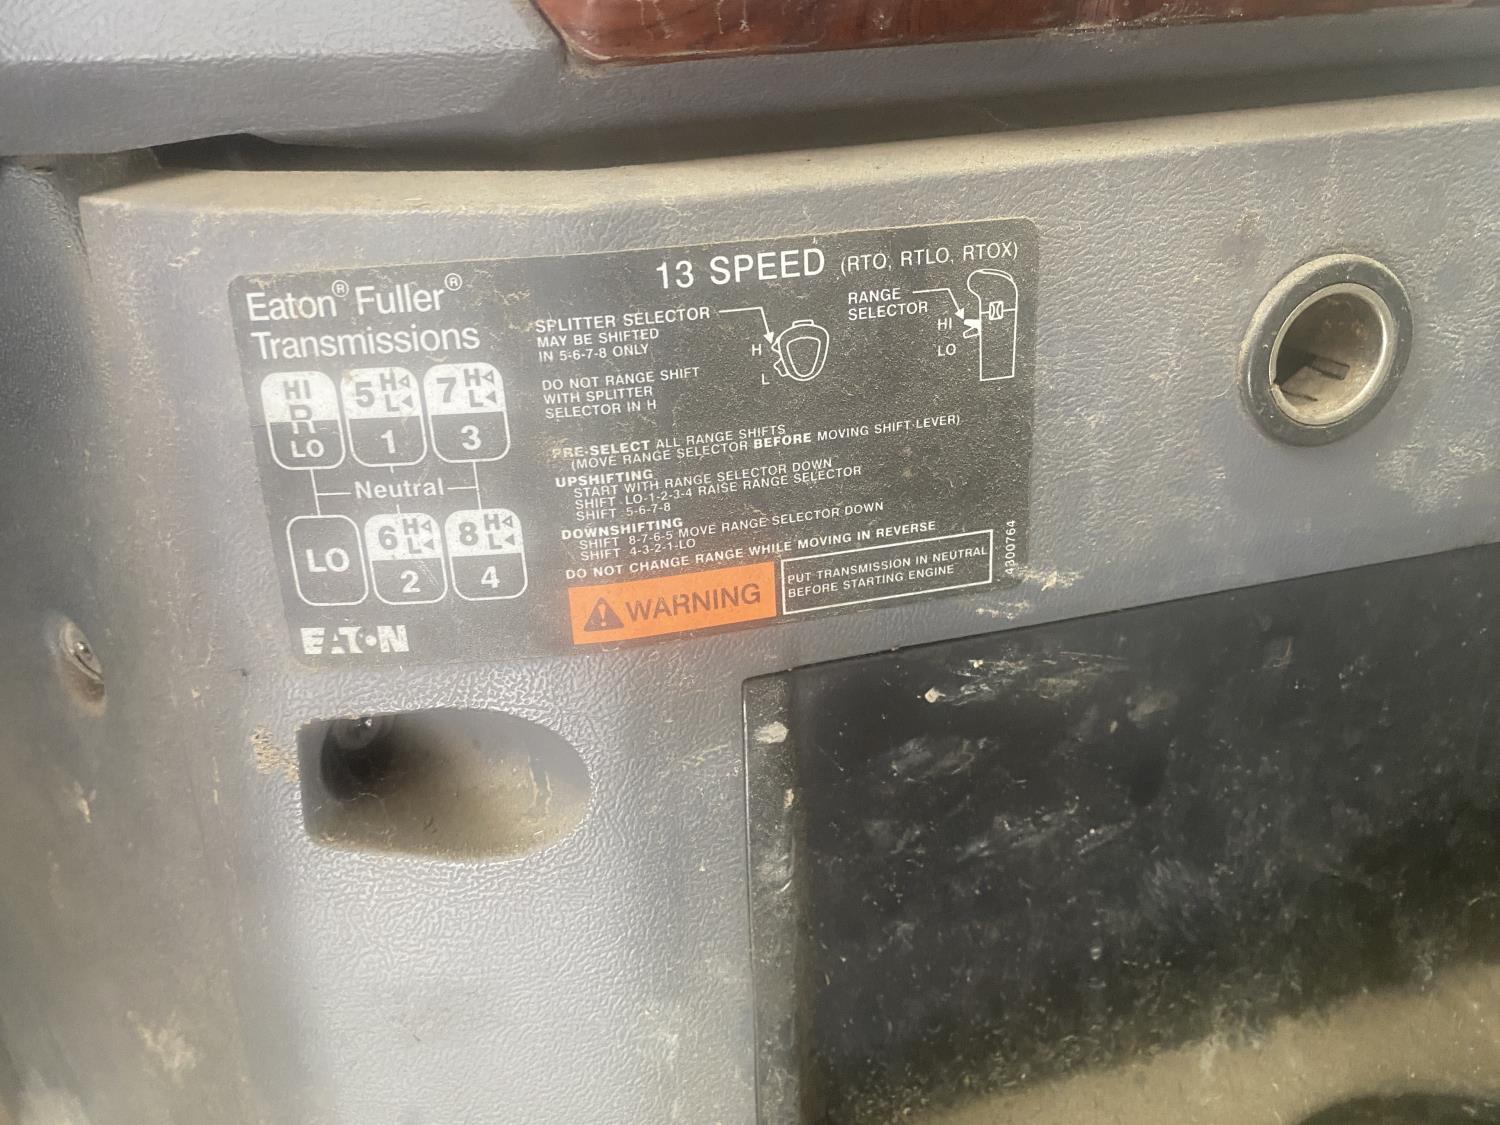 Eaton® Fuller®
Transmissions
HI
R
LO
5 H
L
1
7 H
L
3
Neutral
LO
6 H
L
2
8 H
L
4
EATON
13 SPEED (RTO, RTLO, RTOX)
SPLITTER SELECTOR
MAY BE SHIFTED
IN 5-6-7-8 ONLY
H
L
DO NOT RANGE SHIFT
WITH SPLITTER
SELECTOR IN H
RANGE
SELECTOR
HI
LO
PRE-SELECT ALL RANGE SHIFTS
(MOVE RANGE SELECTOR BEFORE MOVING SHIFT LEVER)
UPSHIFTING
START WITH RANGE SELECTOR DOWN
SHIFT LO-1-2-3-4 RAISE RANGE SELECTOR
SHIFT 5-6-7-8
DOWNSHIFTING
SHIFT 8-7-6-5 MOVE RANGE SELECTOR DOWN
SHIFT 4-3-2-1-LO
DO NOT CHANGE RANGE WHILE MOVING IN REVERSE
WARNING
PUT TRANSMISSION IN NEUTRAL
BEFORE STARTING ENGINE
4300764